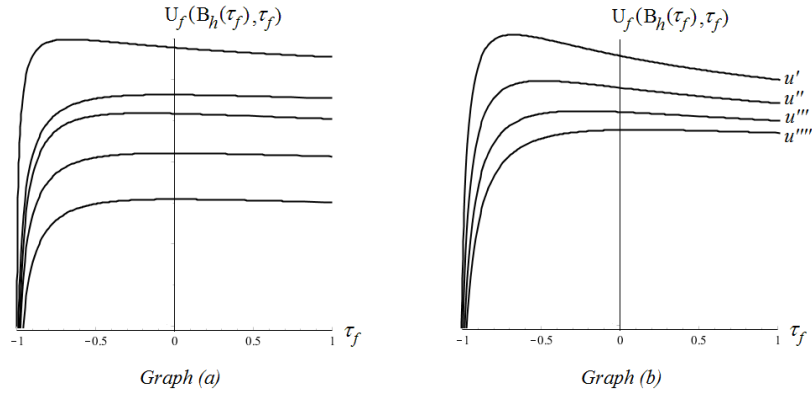 U_f(B_h(τ_f),τ_f)
τ_f
−1 −0.5 0 0.5 1
Graph (a)
U_f(B_h(τ_f),τ_f)
u'
u''
u'''
u''''
τ_f
−1 −0.5 0 0.5 1
Graph (b)